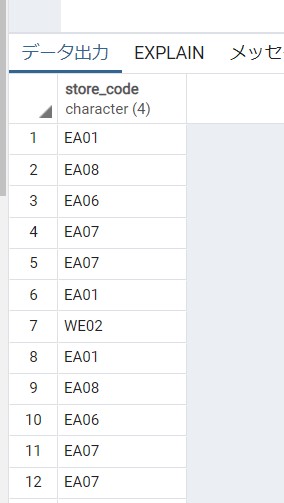 データ出力 EXPLAIN メッセ
store_code
character (4)
1 EA01
2 EA08
3 EA06
4 EA07
5 EA07
6 EA01
7 WE02
8 EA01
9 EA08
10 EA06
11 EA07
12 EA07